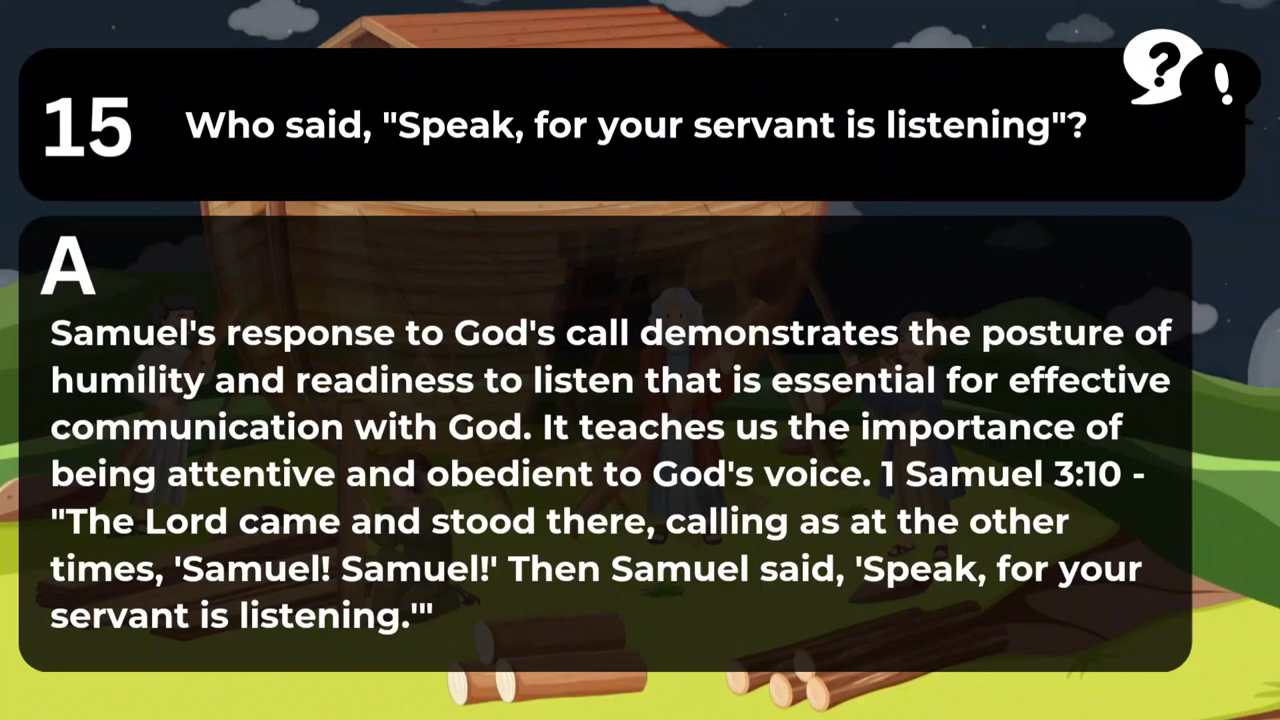 15
Who said, "Speak, for your servant is listening"?
?
!
A
Samuel's response to God's call demonstrates the posture of
humility and readiness to listen that is essential for effective
communication with God. It teaches us the importance of
being attentive and obedient to God's voice. 1 Samuel 3:10 -
"The Lord came and stood there, calling as at the other
times, 'Samuel! Samuel!' Then Samuel said, 'Speak, for your
servant is listening.'"